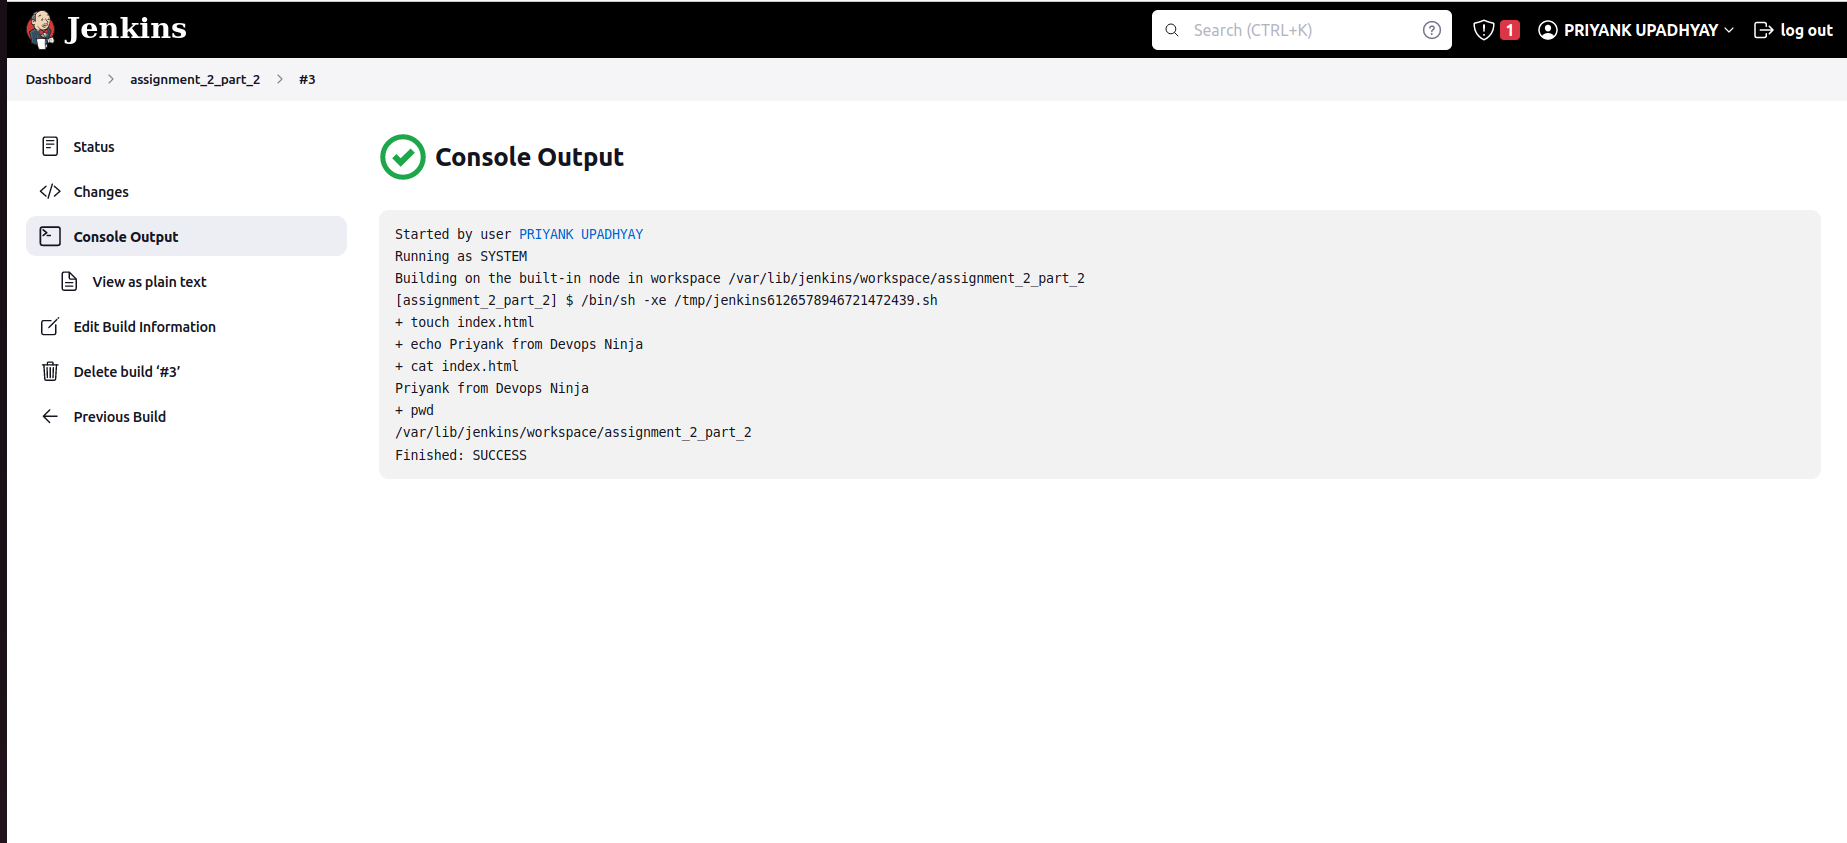 Jenkins
Search (CTRL+K)
1
PRIYANK UPADHYAY
log out
Dashboard > assignment_2_part_2 > #3
Status
Changes
Console Output
View as plain text
Edit Build Information
Delete build ‘#3’
Previous Build
Console Output
Started by user PRIYANK UPADHYAY
Running as SYSTEM
Building on the built-in node in workspace /var/lib/jenkins/workspace/assignment_2_part_2
[assignment_2_part_2] $ /bin/sh -xe /tmp/jenkins6126578946721472439.sh
+ touch index.html
+ echo Priyank from Devops Ninja
+ cat index.html
Priyank from Devops Ninja
+ pwd
/var/lib/jenkins/workspace/assignment_2_part_2
Finished: SUCCESS